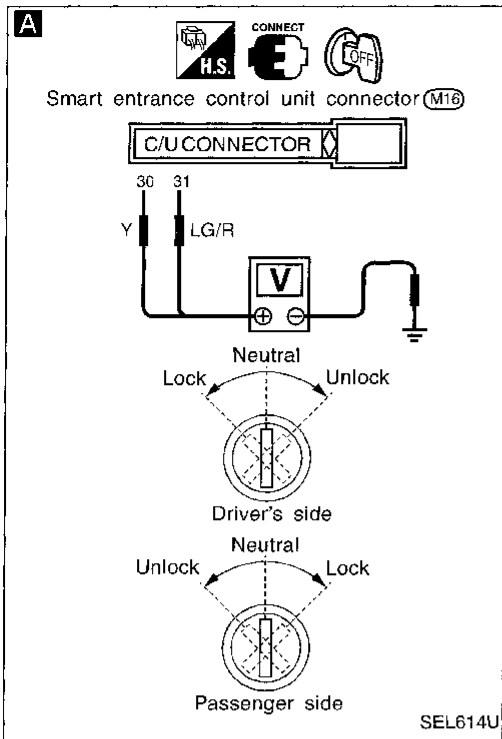 A
CONNECT
H.S.
OFF
Smart entrance control unit connector M16
C/U CONNECTOR
30 31
Y LG/R
V
⊕ ⊖
Neutral
Lock Unlock
Driver's side
Neutral
Unlock Lock
Passenger side
SEL614U